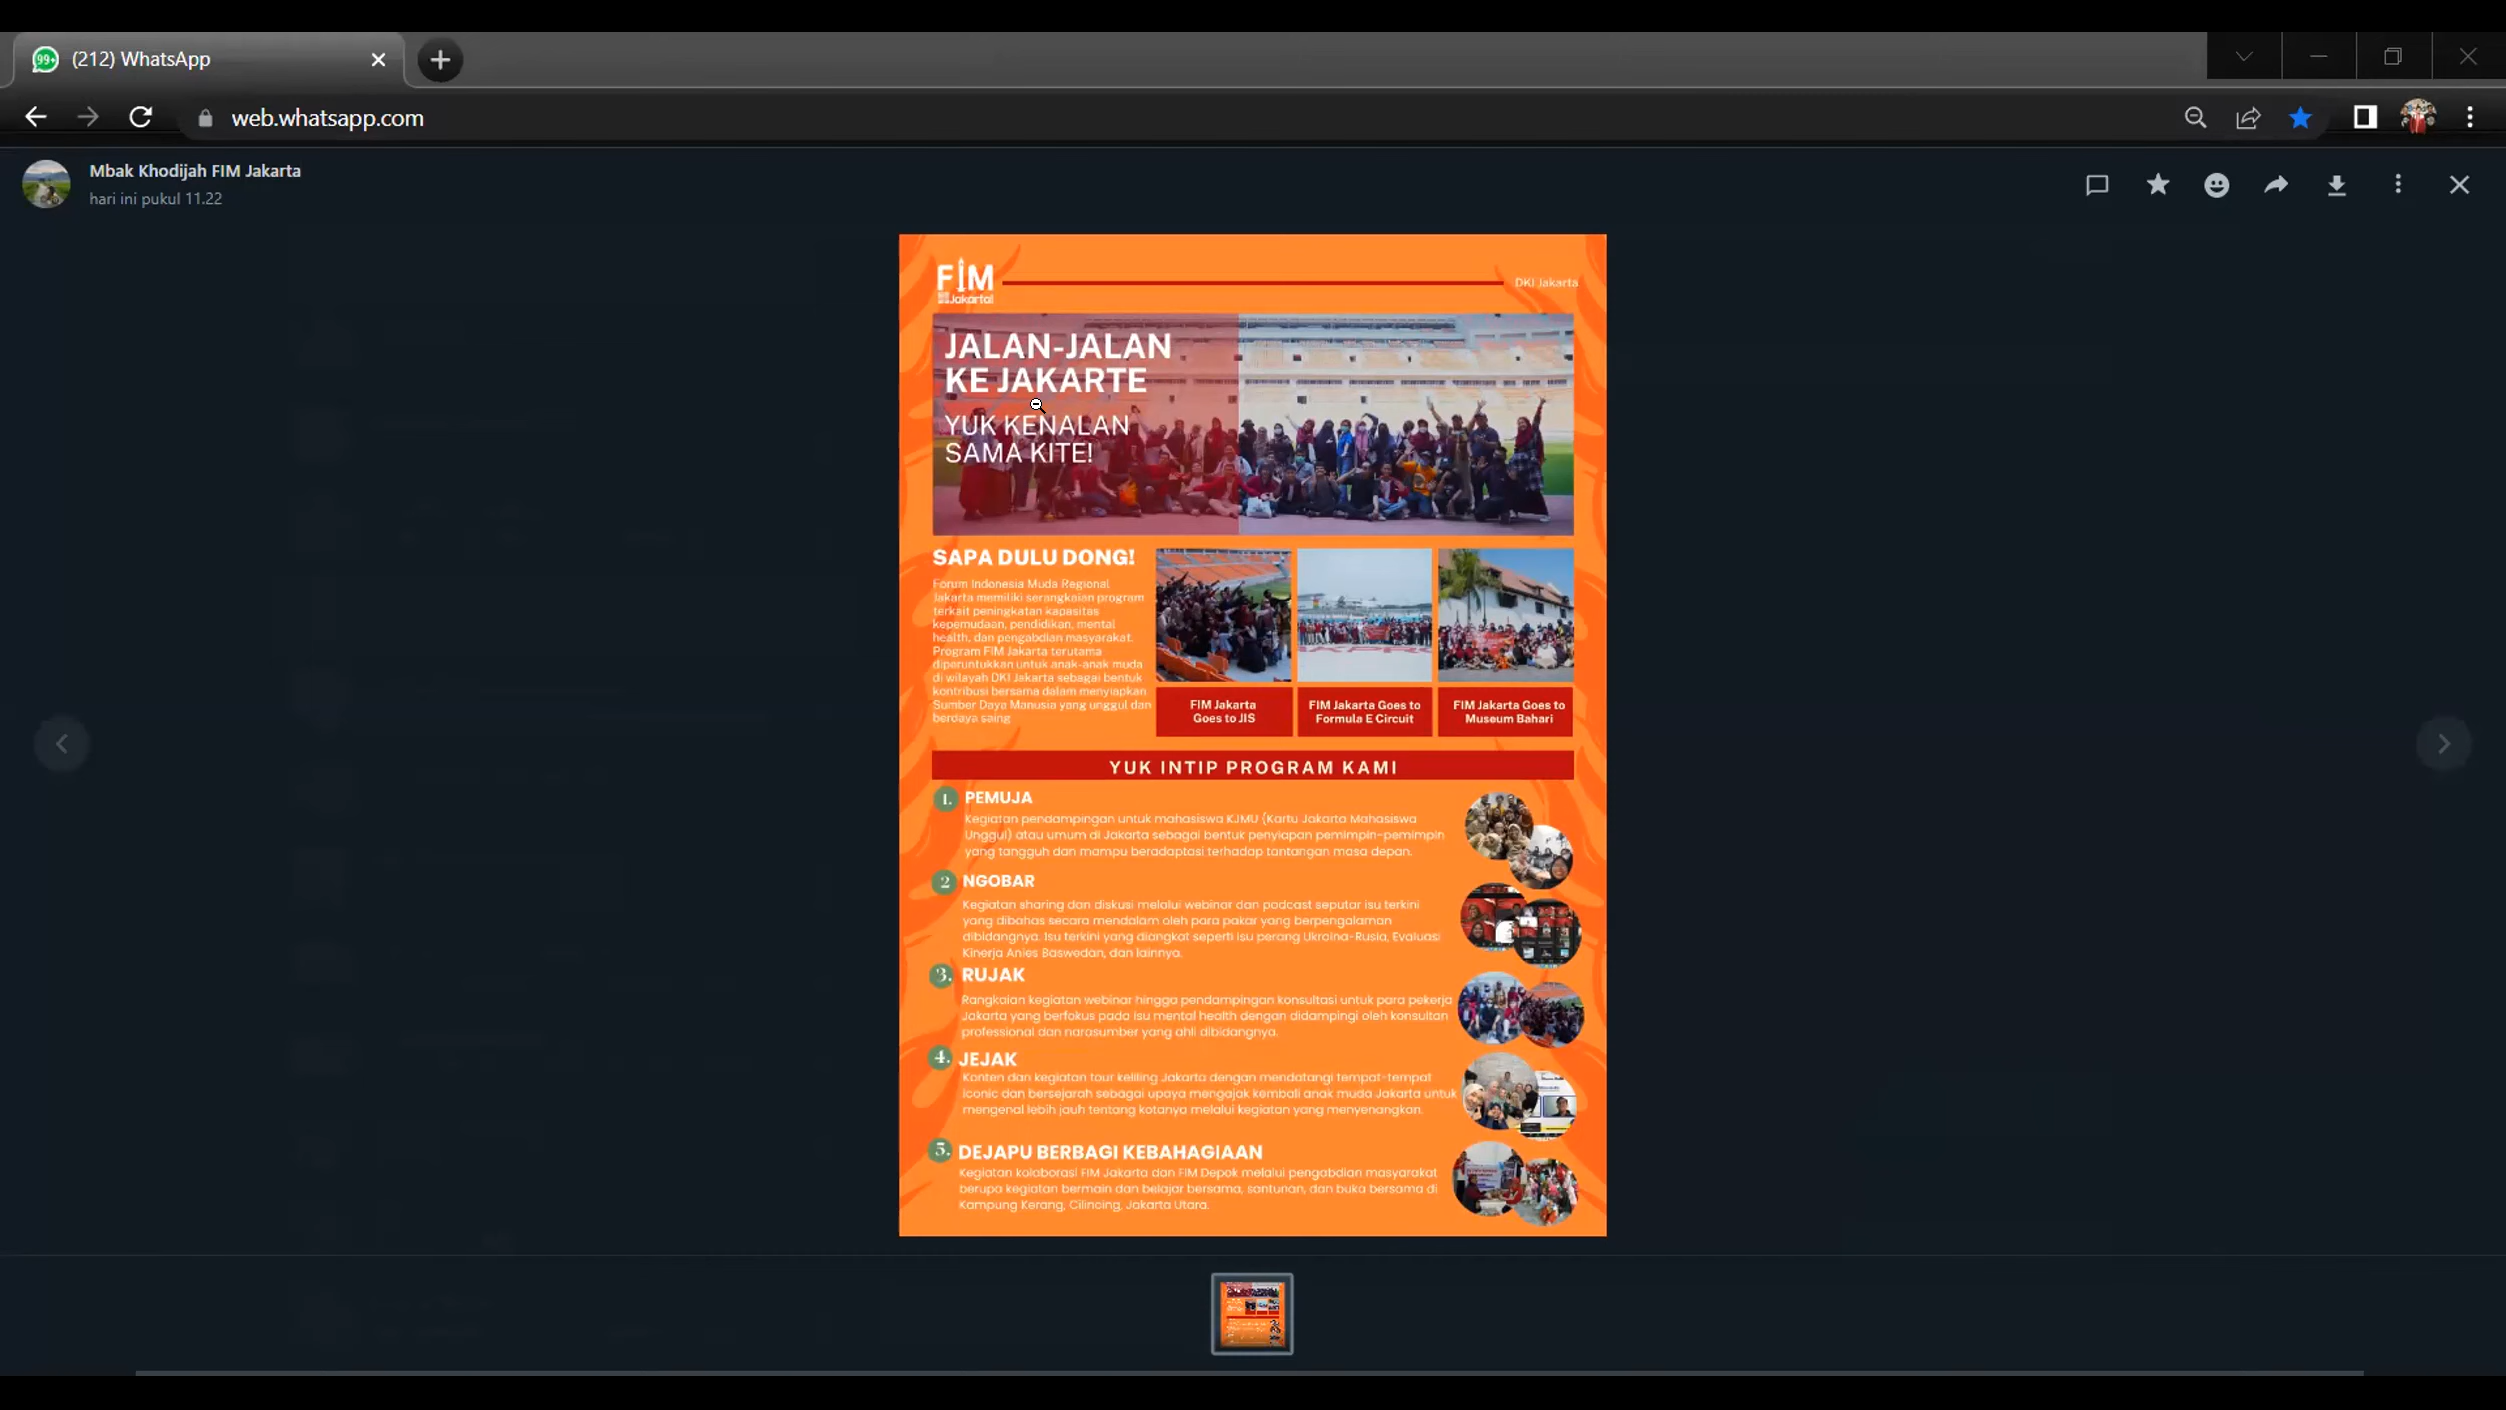 (212) WhatsApp
web.whatsapp.com
Mbak Khodijah FIM Jakarta
hari ini pukul 11.22
FIM
Jakarta!
DKI Jakarta
JALAN-JALAN
KE JAKARTE
YUK KENALAN
SAMA KITE!
SAPA DULU DONG!
Forum Indonesia Muda Regional
Jakarta memiliki serangkaian program
terkait peningkatan kapasitas
kepemudaan, pendidikan, mental
health, dan pengabdian masyarakat.
Program FIM Jakarta terutama
diperuntukkan untuk anak-anak muda
di wilayah DKI Jakarta sebagai bentuk
kontribusi bersama dalam menyiapkan
Sumber Daya Manusia yang unggul dan
berdaya saing
FIM Jakarta
Goes to JIS
FIM Jakarta Goes to
Formula E Circuit
FIM Jakarta Goes to
Museum Bahari
YUK INTIP PROGRAM KAMI
1. PEMUJA
Kegiatan pendampingan untuk mahasiswa KJMU (Kartu Jakarta Mahasiswa
Unggul) atau umum di Jakarta sebagai bentuk penyiapan pemimpin-pemimpin
yang tangguh dan mampu beradaptasi terhadap tantangan masa depan.
2 NGOBAR
Kegiatan sharing dan diskusi melalui webinar dan podcast seputar isu terkini
yang dibahas secara mendalam oleh para pakar yang berpengalaman
dibidangnya. Isu terkini yang diangkat seperti isu perang Ukraina-Rusia, Evaluasi
Kinerja Anies Baswedan, dan lainnya.
3. RUJAK
Rangkaian kegiatan webinar hingga pendampingan konsultasi untuk para pekerja
Jakarta yang berfokus pada isu mental health dengan didampingi oleh konsultan
professional dan narasumber yang ahli dibidangnya.
4. JEJAK
Konten dan kegiatan tour keliling Jakarta dengan mendatangi tempat-tempat
iconic dan bersejarah sebagai upaya mengajak kembali anak muda Jakarta untuk
mengenal lebih jauh tentang kotanya melalui kegiatan yang menyenangkan.
5. DEJAPU BERBAGI KEBAHAGIAAN
Kegiatan kolaborasi FIM Jakarta dan FIM Depok melalui pengabdian masyarakat
berupa kegiatan bermain dan belajar bersama, santunan, dan buka bersama di
Kampung Kerang, Cilincing, Jakarta Utara.